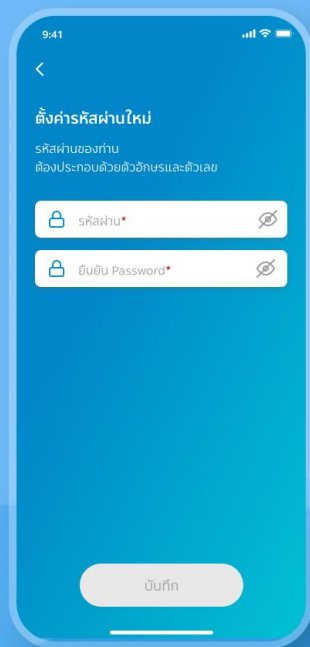 9:41
ตั้งค่ารหัสผ่านใหม่
รหัสผ่านของท่าน
ต้องประกอบด้วยตัวอักษรและตัวเลข
รหัสผ่าน*
ยืนยัน Password*
บันทึก